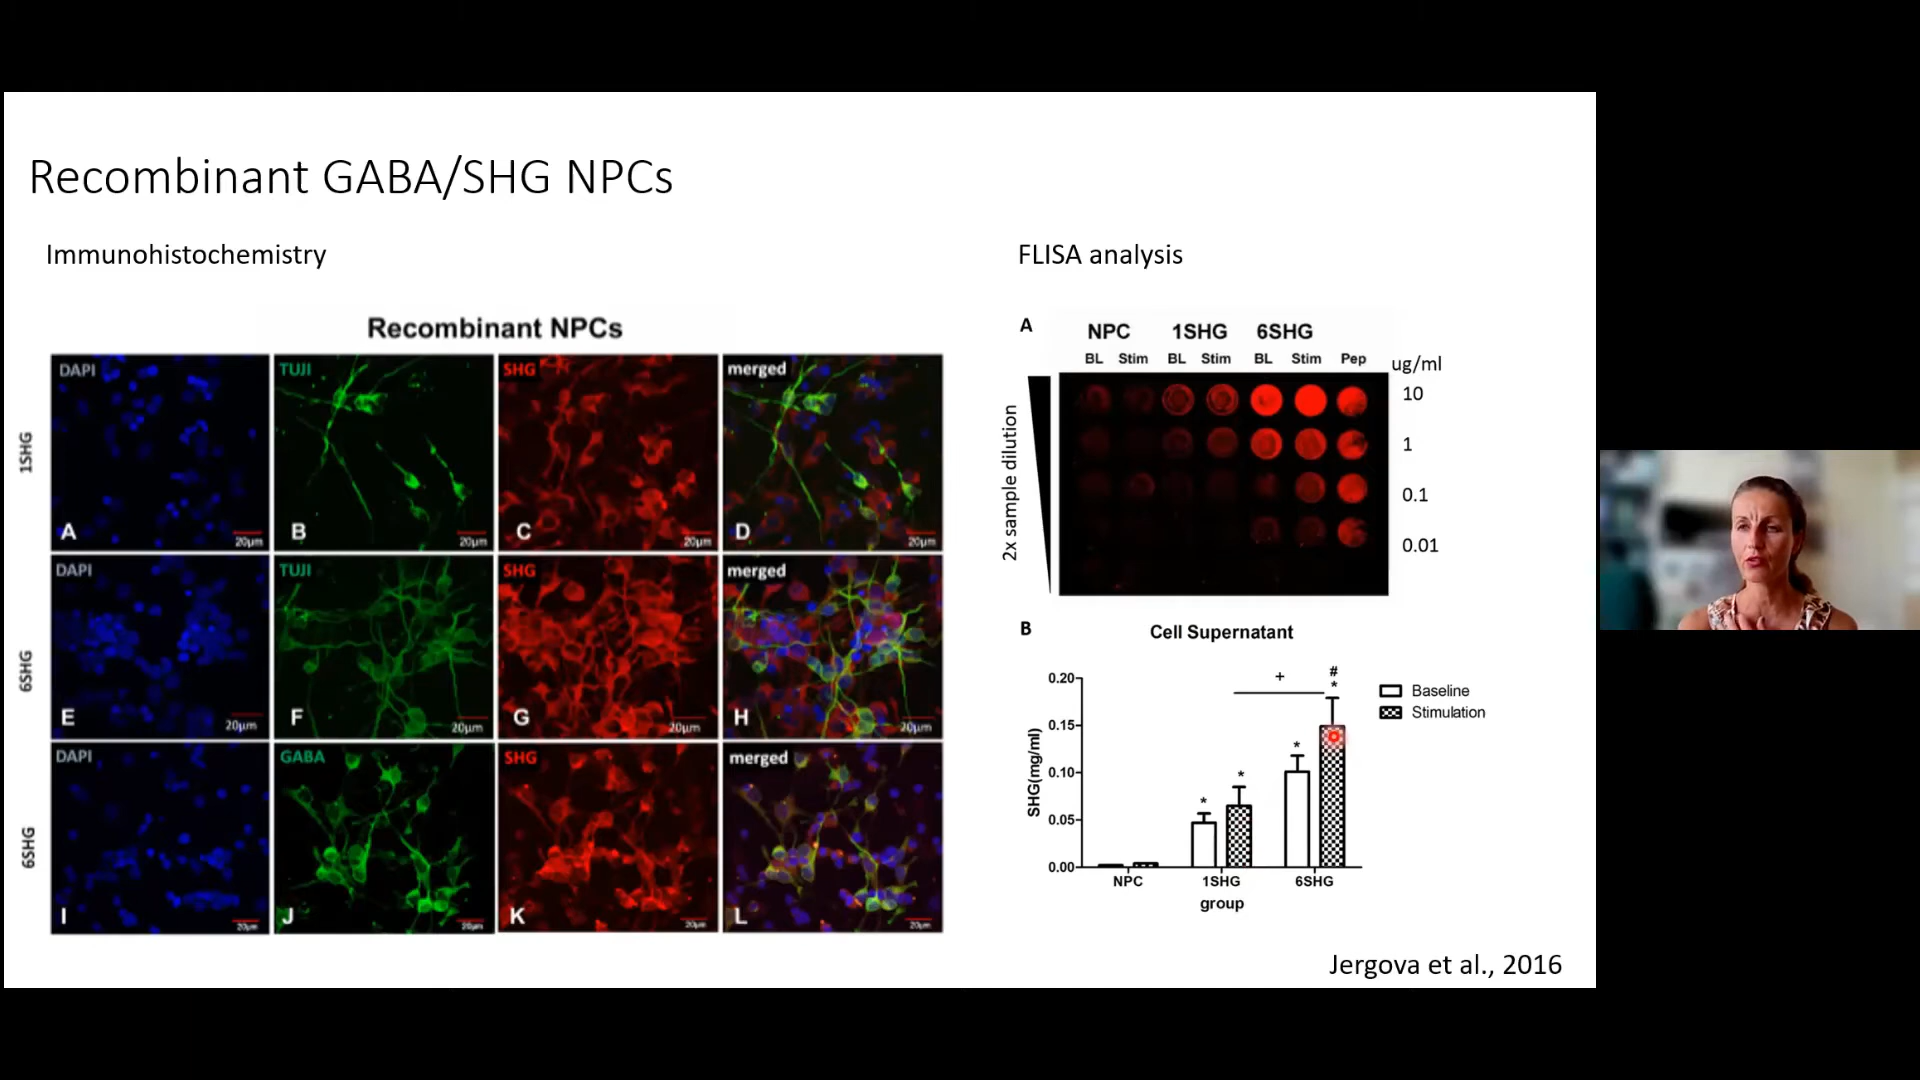 Recombinant GABA/SHG NPCs
Immunohistochemistry
Recombinant NPCs
1SHG
DAPI
A
20µm
TUJI
B
20µm
SHG
C
20µm
merged
D
20µm
6SHG
DAPI
E
20µm
TUJI
F
20µm
SHG
G
20µm
merged
H
20µm
6SHG
DAPI
I
20µm
GABA
J
20µm
SHG
K
20µm
merged
L
20µm
FLISA analysis
A
NPC 1SHG 6SHG
BL Stim BL Stim BL Stim Pep
ug/ml
10
1
0.1
0.01
2x sample dilution
B
Cell Supernatant
SHG(mg/ml)
0.20
0.15
0.10
0.05
0.00
* * * + # *
Baseline
Stimulation
NPC 1SHG 6SHG
group
Jergova et al., 2016